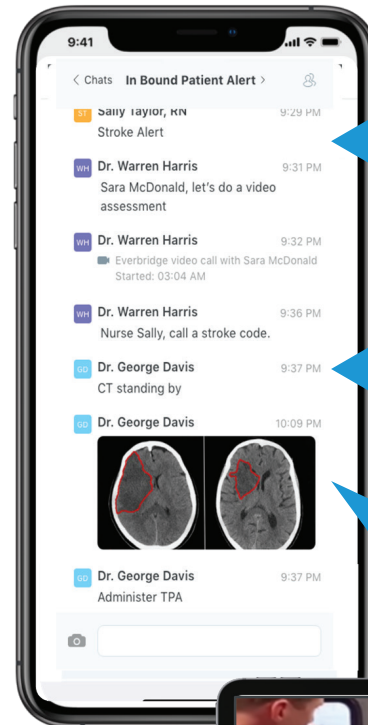 9:41
Chats In Bound Patient Alert >
ST Sally Taylor, RN 9:29 PM
Stroke Alert
WH Dr. Warren Harris 9:31 PM
Sara McDonald, let's do a video
assessment
WH Dr. Warren Harris 9:32 PM
Everbridge video call with Sara McDonald
Started: 03:04 AM
WH Dr. Warren Harris 9:36 PM
Nurse Sally, call a stroke code.
GD Dr. George Davis 9:37 PM
CT standing by
GD Dr. George Davis 10:09 PM
GD Dr. George Davis 9:37 PM
Administer TPA